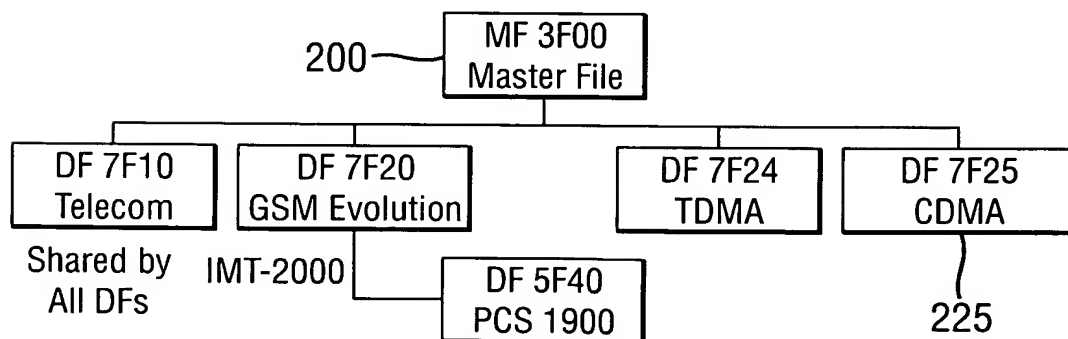 MF 3F00
Master File
200
DF 7F10
Telecom
DF 7F20
GSM Evolution
DF 7F24
TDMA
DF 7F25
CDMA
Shared by
All DFs
IMT-2000
DF 5F40
PCS 1900
225